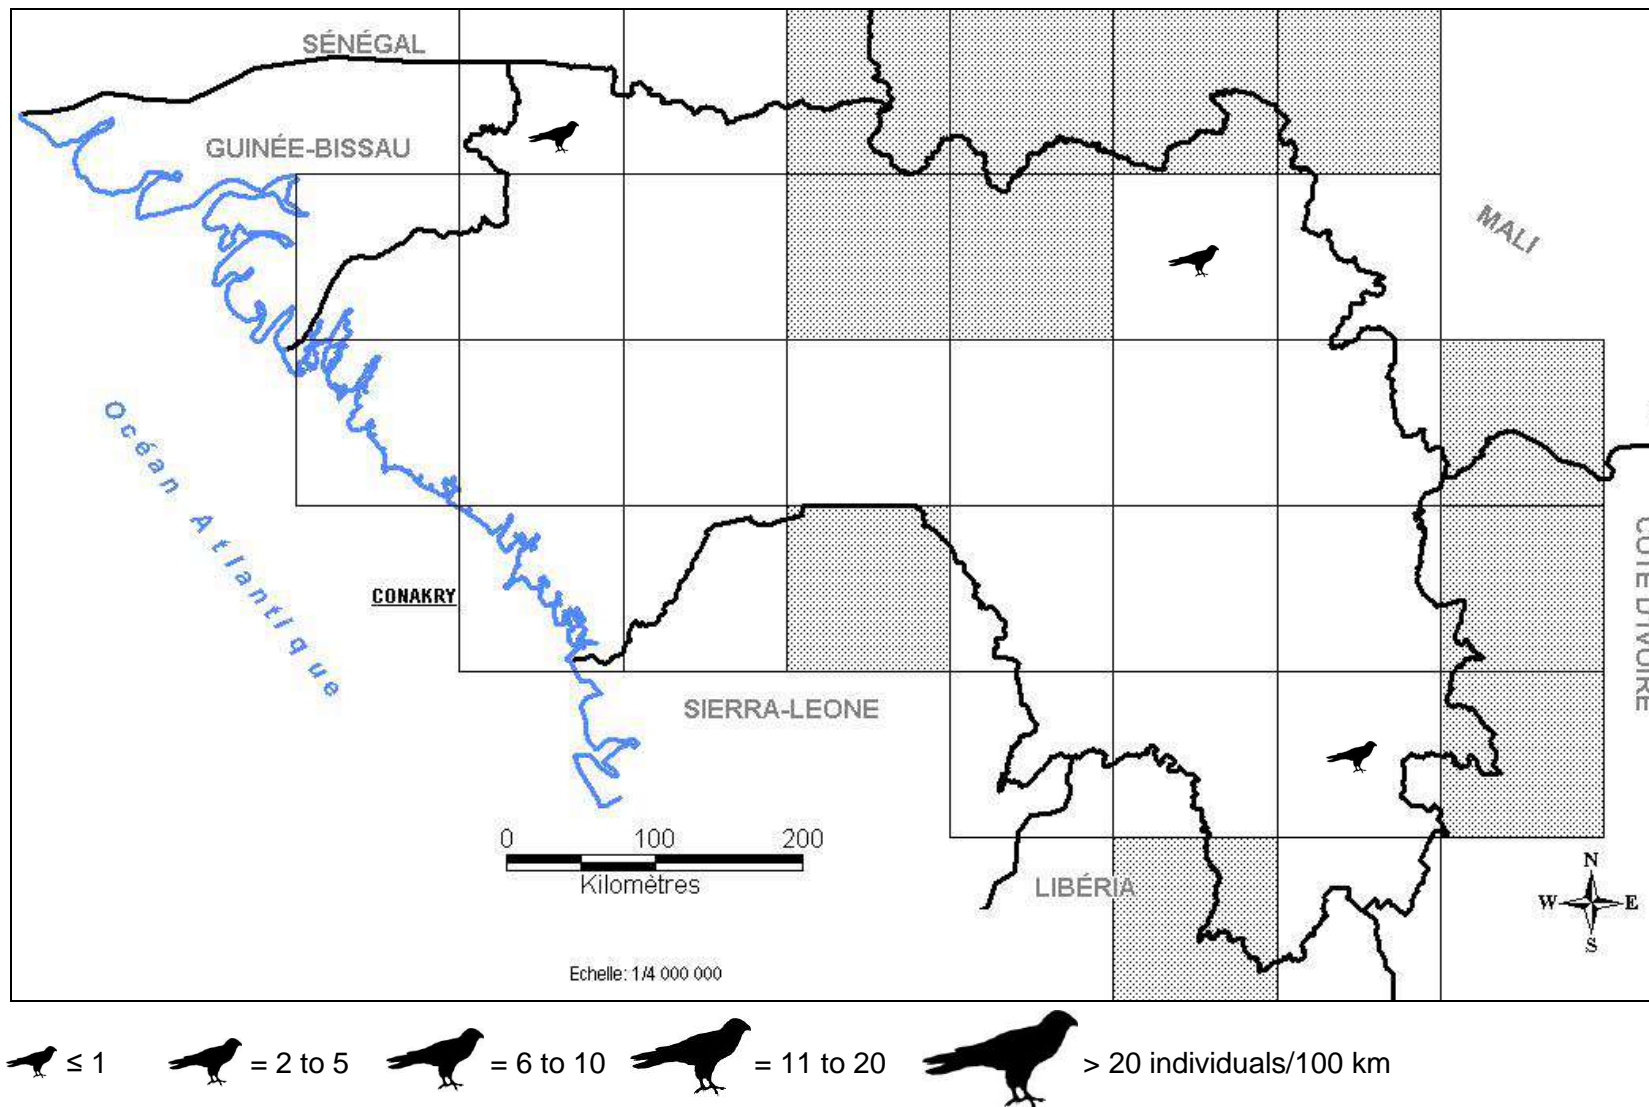 SÉNÉGAL
GUINÉE-BISSAU
MALI
Océan Atlantique
CÔTE D'IVOIRE
CONAKRY
SIERRA-LEONE
0 100 200
Kilomètres
LIBÉRIA
N
W E
S
Echelle: 1/4 000 000
≤ 1 = 2 to 5 = 6 to 10 = 11 to 20 > 20 individuals/100 km